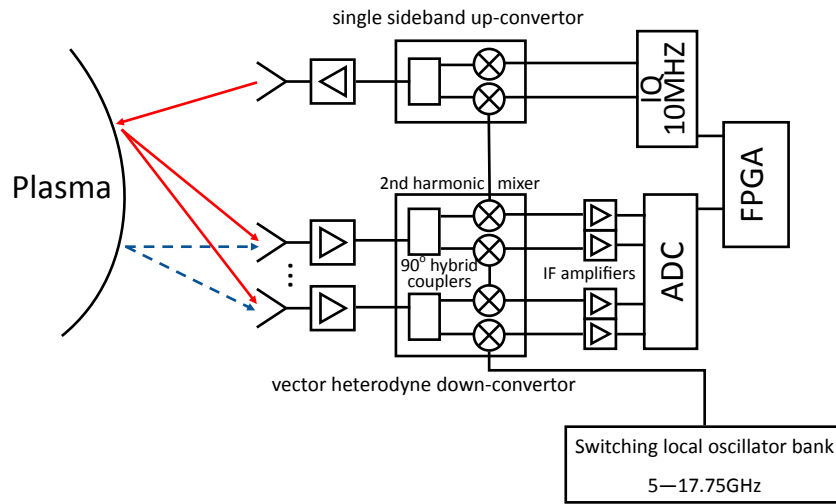 single sideband up-convertor
IQ
10MHZ
FPGA
Plasma
2nd harmonic mixer
90° hybrid
couplers
IF amplifiers
ADC
vector heterodyne down-convertor
Switching local oscillator bank
5—17.75GHz